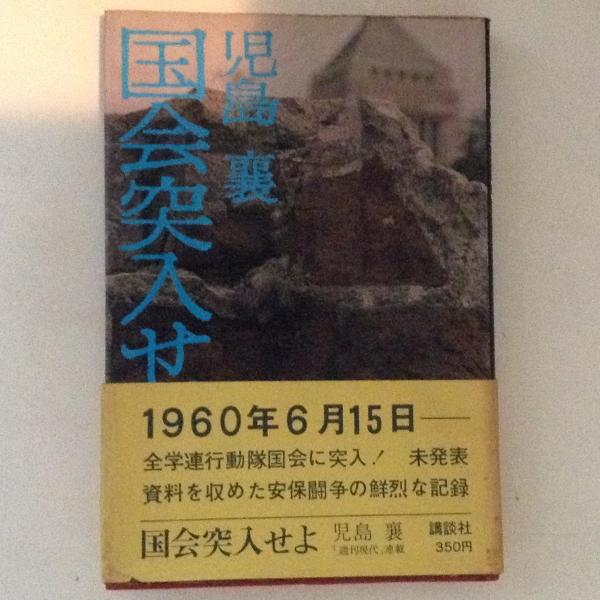 国会突入せ
児島 襄
1960年6月15日——
全学連行動隊国会に突入! 未発表
資料を収めた安保闘争の鮮烈な記録
国会突入せよ 児島 襄 講談社
「週刊現代」連載 350円